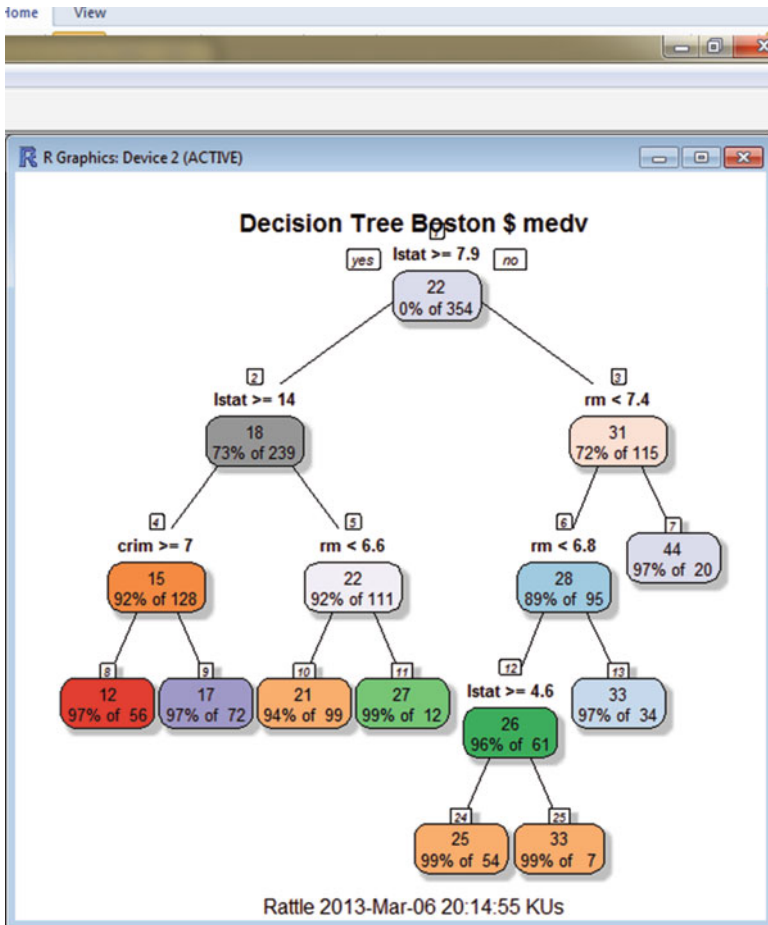 Home View
R Graphics: Device 2 (ACTIVE)
Decision Tree Boston $ medv
1
yes lstat >= 7.9 no
22
0% of 354
2
lstat >= 14
18
73% of 239
3
rm < 7.4
31
72% of 115
4
crim >= 7
15
92% of 128
5
rm < 6.6
22
92% of 111
6
rm < 6.8
28
89% of 95
7
44
97% of 20
8
12
97% of 56
9
17
97% of 72
10
21
94% of 99
11
27
99% of 12
12
lstat >= 4.6
26
96% of 61
13
33
97% of 34
24
25
99% of 54
25
33
99% of 7
Rattle 2013-Mar-06 20:14:55 KUs